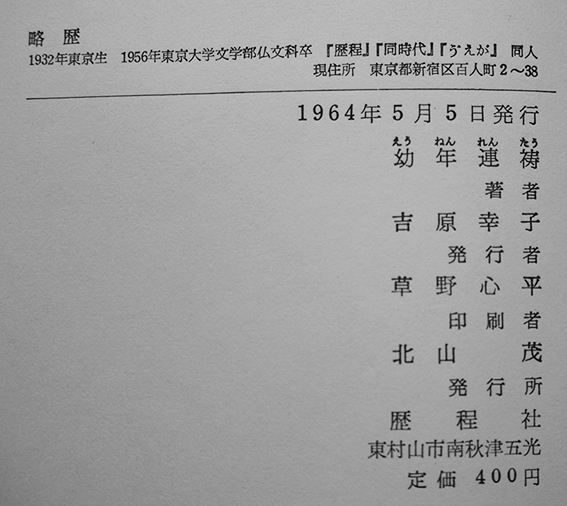 略歴
1932年東京生 1956年東京大学文学部仏文科卒 『歴程』『同時代』『ゔえが』 同人
現住所 東京都新宿区百人町2〜38
1964年5月5日発行
えう ねん れん たう
幼年連祷
著者
吉原幸子
発行者
草野心平
印刷者
北山 茂
発行所
歴程社
東村山市南秋津五光
定価 400円